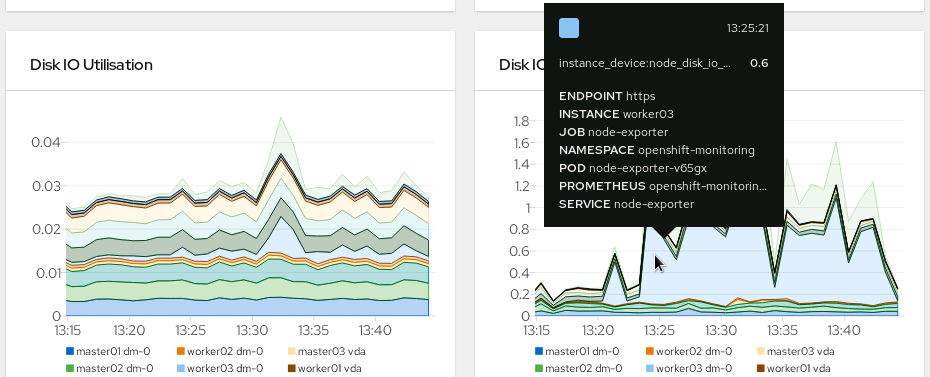 Disk IO Utilisation
0.04
0.03
0.02
0.01
0
13:15 13:20 13:25 13:30 13:35 13:40
master01 dm-0 worker02 dm-0 master03 vda
master02 dm-0 worker03 dm-0 worker01 vda
Disk IO
13:25:21
instance_device:node_disk_io_... 0.6
ENDPOINT https
INSTANCE worker03
JOB node-exporter
NAMESPACE openshift-monitoring
POD node-exporter-v65gx
PROMETHEUS openshift-monitorin...
SERVICE node-exporter
1.8
1.6
1.4
1.2
1
0.8
0.6
0.4
0.2
0
13:15 13:20 13:25 13:30 13:35 13:40
master01 dm-0 worker02 dm-0 master03 vda
master02 dm-0 worker03 dm-0 worker01 vda